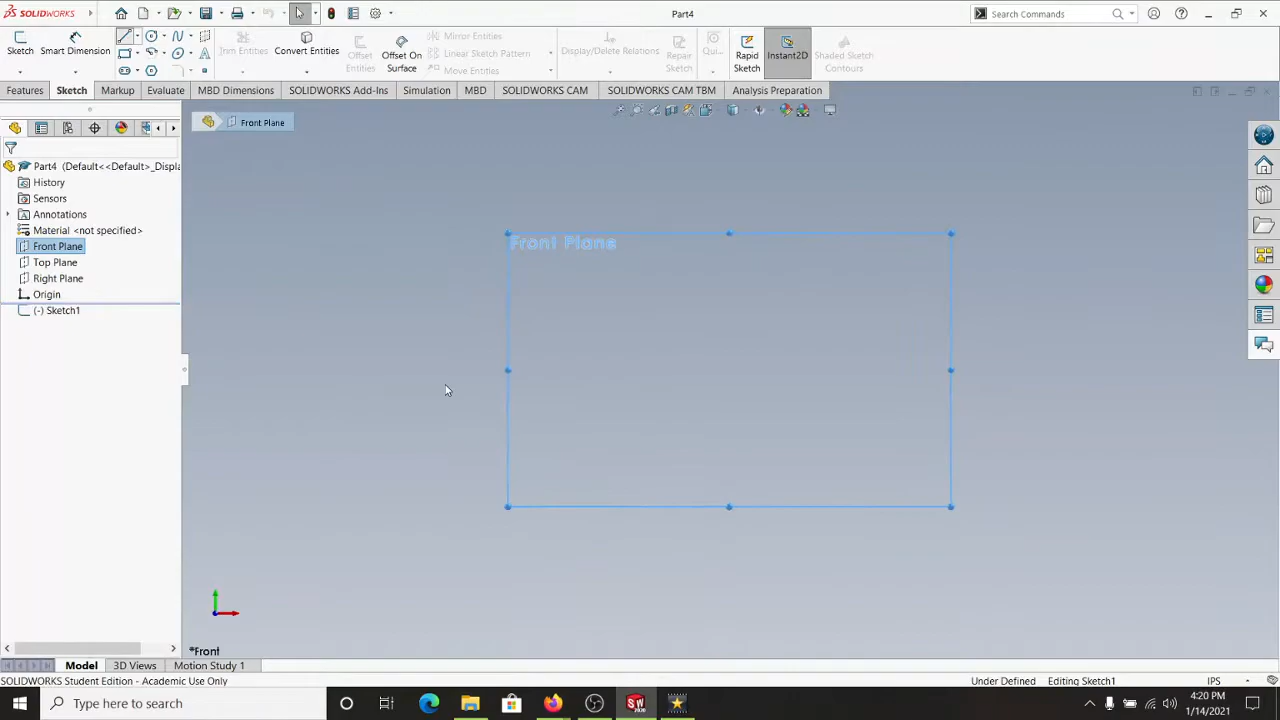 SOLIDWORKS
Part4
Search Commands
Sketch
Smart Dimension
Trim Entities
Convert Entities
Offset Entities
Offset On Surface
Mirror Entities
Linear Sketch Pattern
Move Entities
Display/Delete Relations
Repair Sketch
Qui...
Rapid Sketch
Instant2D
Shaded Sketch Contours
Features
Sketch
Markup
Evaluate
MBD Dimensions
SOLIDWORKS Add-Ins
Simulation
MBD
SOLIDWORKS CAM
SOLIDWORKS CAM TBM
Analysis Preparation
Front Plane
Part4 (Default<<Default>_Displa
History
Sensors
Annotations
Material <not specified>
Front Plane
Top Plane
Right Plane
Origin
(-) Sketch1
Front Plane
*Front
Model
3D Views
Motion Study 1
SOLIDWORKS Student Edition - Academic Use Only
Under Defined
Editing Sketch1
IPS
Type here to search
SW
2020
4:20 PM
1/14/2021